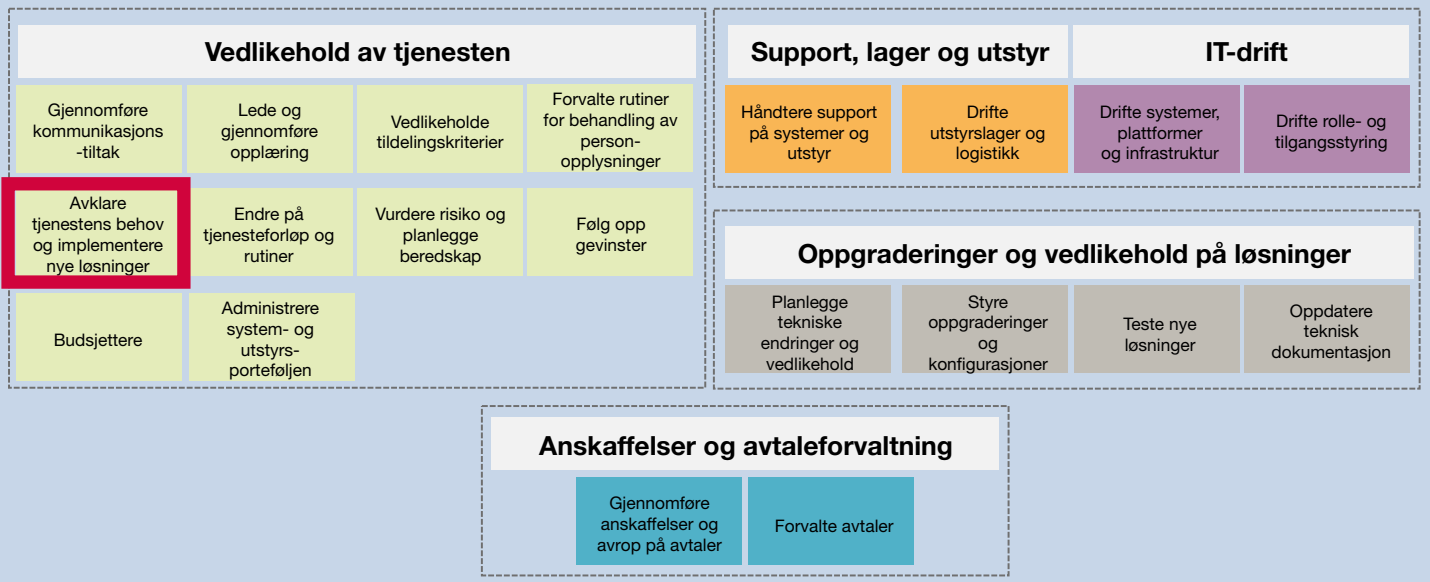 Vedlikehold av tjenesten
Gjennomføre
kommunikasjons
-tiltak
Lede og
gjennomføre
opplæring
Vedlikeholde
tildelingskriterier
Forvalte rutiner
for behandling av
person-
opplysninger
Avklare
tjenestens behov
og implementere
nye løsninger
Endre på
tjenesteforløp og
rutiner
Vurdere risiko og
planlegge
beredskap
Følg opp
gevinster
Budsjettere
Administrere
system- og
utstyrs-
porteføljen
Support, lager og utstyr
IT-drift
Håndtere support
på systemer og
utstyr
Drifte
utstyrslager og
logistikk
Drifte systemer,
plattformer
og infrastruktur
Drifte rolle- og
tilgangsstyring
Oppgraderinger og vedlikehold på løsninger
Planlegge
tekniske
endringer og
vedlikehold
Styre
oppgraderinger
og
konfigurasjoner
Teste nye
løsninger
Oppdatere
teknisk
dokumentasjon
Anskaffelser og avtaleforvaltning
Gjennomføre
anskaffelser og
avrop på avtaler
Forvalte avtaler